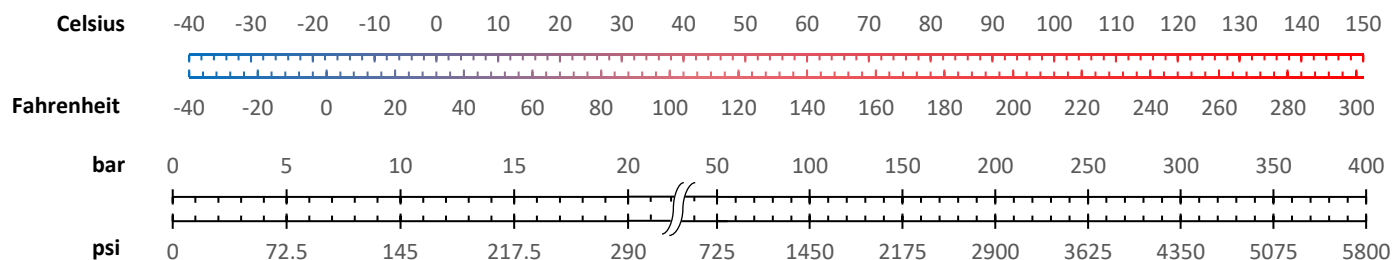 Celsius -40 -30 -20 -10 0 10 20 30 40 50 60 70 80 90 100 110 120 130 140 150
Fahrenheit -40 -20 0 20 40 60 80 100 120 140 160 180 200 220 240 260 280 300
bar 0 5 10 15 20 50 100 150 200 250 300 350 400
psi 0 72.5 145 217.5 290 725 1450 2175 2900 3625 4350 5075 5800